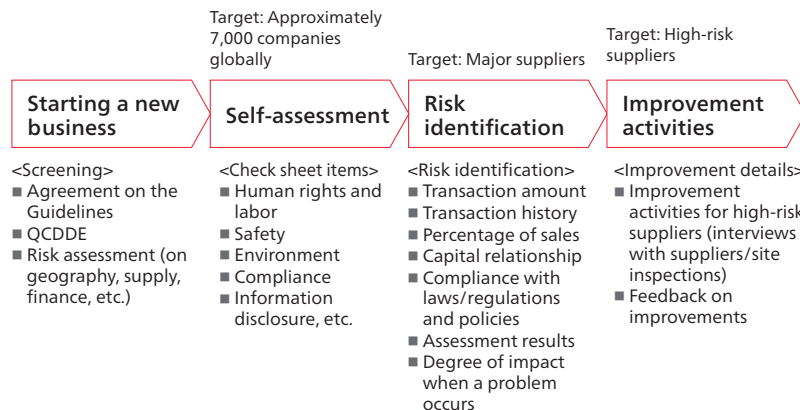 Target: Approximately
7,000 companies
globally
Target: Major suppliers
Target: High-risk
suppliers
Starting a new
business
Self-assessment
Risk
identification
Improvement
activities
<Screening>
■ Agreement on the
Guidelines
■ QCDDE
■ Risk assessment (on
geography, supply,
finance, etc.)
<Check sheet items>
■ Human rights and
labor
■ Safety
■ Environment
■ Compliance
■ Information
disclosure, etc.
<Risk identification>
■ Transaction amount
■ Transaction history
■ Percentage of sales
■ Capital relationship
■ Compliance with
laws/regulations
and policies
■ Assessment results
■ Degree of impact
when a problem
occurs
<Improvement details>
■ Improvement
activities for high-risk
suppliers (interviews
with suppliers/site
inspections)
■ Feedback on
improvements